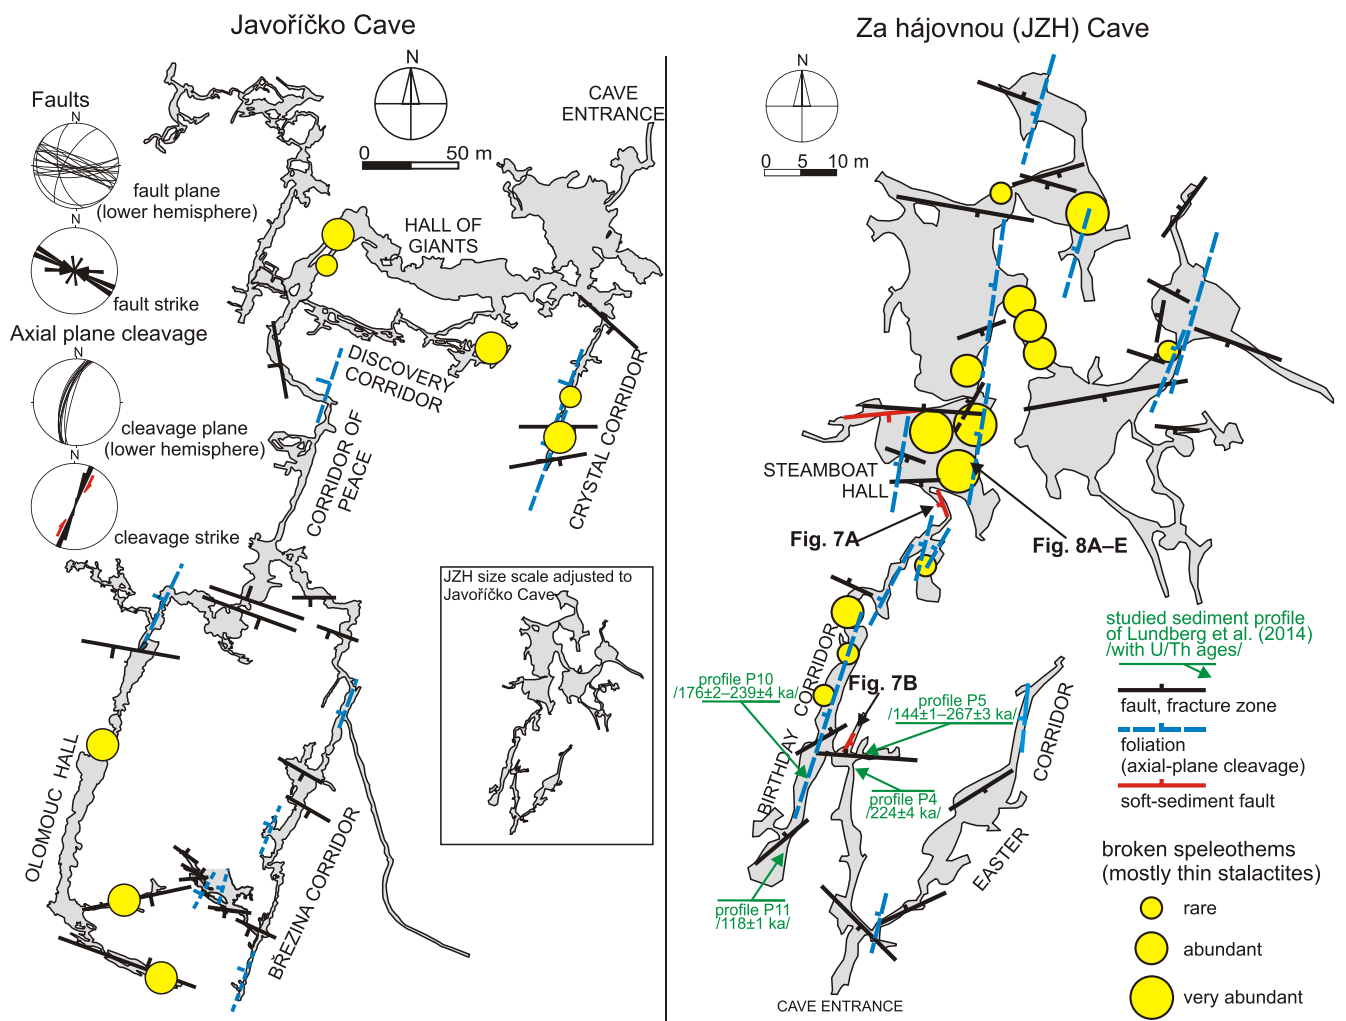 Javoříčko Cave
Za hájovnou (JZH) Cave
Faults
N
fault plane
(lower hemisphere)
N
fault strike
Axial plane cleavage
N
cleavage plane
(lower hemisphere)
N
cleavage strike
N
0 50 m
CAVE
ENTRANCE
HALL OF
GIANTS
DISCOVERY
CORRIDOR
CORRIDOR OF
PEACE
CRYSTAL CORRIDOR
OLOMOUC HALL
BŘEZINA CORRIDOR
JZH size scale adjusted to
Javoříčko Cave
N
0 5 10 m
STEAMBOAT
HALL
Fig. 7A
Fig. 8A–E
BIRTHDAY CORRIDOR
profile P10
/176±2–239±4 ka/
Fig. 7B
profile P5
/144±1–267±3 ka/
profile P4
/224±4 ka/
profile P11
/118±1 ka/
EASTER CORRIDOR
CAVE ENTRANCE
studied sediment profile
of Lundberg et al. (2014)
/with U/Th ages/
fault, fracture zone
foliation
(axial-plane cleavage)
soft-sediment fault
broken speleothems
(mostly thin stalactites)
rare
abundant
very abundant